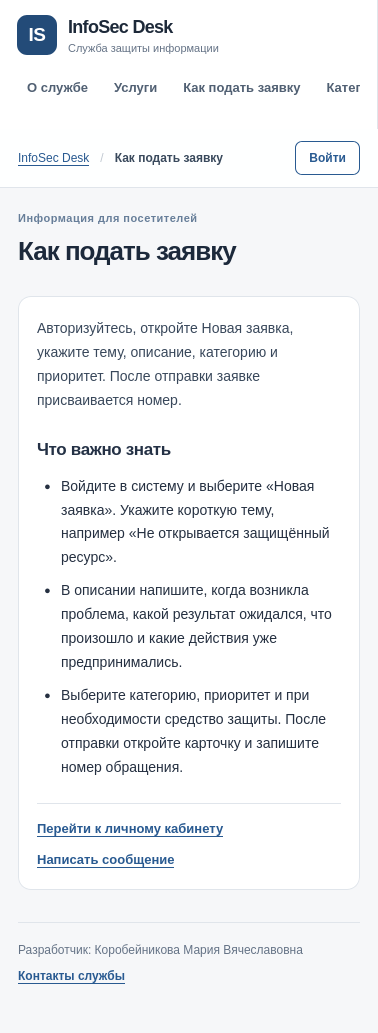 IS
InfoSec Desk
Служба защиты информации
О службе Услуги Как подать заявку Катег
InfoSec Desk / Как подать заявку Войти
Информация для посетителей
Как подать заявку
Авторизуйтесь, откройте Новая заявка,
укажите тему, описание, категорию и
приоритет. После отправки заявке
присваивается номер.
Что важно знать
• Войдите в систему и выберите «Новая
заявка». Укажите короткую тему,
например «Не открывается защищённый
ресурс».
• В описании напишите, когда возникла
проблема, какой результат ожидался, что
произошло и какие действия уже
предпринимались.
• Выберите категорию, приоритет и при
необходимости средство защиты. После
отправки откройте карточку и запишите
номер обращения.
Перейти к личному кабинету
Написать сообщение
Разработчик: Коробейникова Мария Вячеславовна
Контакты службы